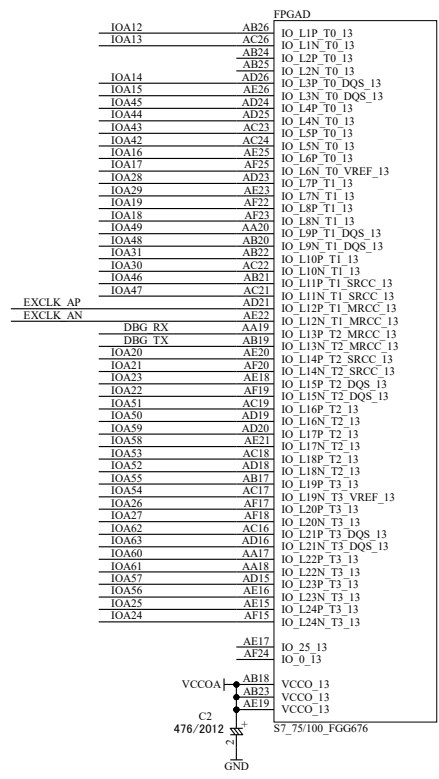 FPGAD
IOA12 AB26 IO_L1P_T0_13
IOA13 AC26 IO_L1N_T0_13
AB24 IO_L2P_T0_13
AB25 IO_L2N_T0_13
IOA14 AD26 IO_L3P_T0_DQS_13
IOA15 AE26 IO_L3N_T0_DQS_13
IOA45 AD24 IO_L4P_T0_13
IOA44 AD25 IO_L4N_T0_13
IOA43 AC23 IO_L5P_T0_13
IOA42 AC24 IO_L5N_T0_13
IOA16 AE25 IO_L6P_T0_13
IOA17 AF25 IO_L6N_T0_VREF_13
IOA28 AD23 IO_L7P_T1_13
IOA29 AE23 IO_L7N_T1_13
IOA19 AF22 IO_L8P_T1_13
IOA18 AF23 IO_L8N_T1_13
IOA49 AA20 IO_L9P_T1_DQS_13
IOA48 AB20 IO_L9N_T1_DQS_13
IOA31 AB22 IO_L10P_T1_13
IOA30 AC22 IO_L10N_T1_13
IOA46 AB21 IO_L11P_T1_SRCC_13
IOA47 AC21 IO_L11N_T1_SRCC_13
EXCLK_AP AD21 IO_L12P_T1_MRCC_13
EXCLK_AN AE22 IO_L12N_T1_MRCC_13
DBG_RX AA19 IO_L13P_T2_MRCC_13
DBG_TX AB19 IO_L13N_T2_MRCC_13
IOA20 AE20 IO_L14P_T2_SRCC_13
IOA21 AF20 IO_L14N_T2_SRCC_13
IOA23 AE18 IO_L15P_T2_DQS_13
IOA22 AF19 IO_L15N_T2_DQS_13
IOA51 AC19 IO_L16P_T2_13
IOA50 AD19 IO_L16N_T2_13
IOA59 AD20 IO_L17P_T2_13
IOA58 AE21 IO_L17N_T2_13
IOA53 AC18 IO_L18P_T2_13
IOA52 AD18 IO_L18N_T2_13
IOA55 AB17 IO_L19P_T3_13
IOA54 AC17 IO_L19N_T3_VREF_13
IOA26 AF17 IO_L20P_T3_13
IOA27 AF18 IO_L20N_T3_13
IOA62 AC16 IO_L21P_T3_DQS_13
IOA63 AD16 IO_L21N_T3_DQS_13
IOA60 AA17 IO_L22P_T3_13
IOA61 AA18 IO_L22N_T3_13
IOA57 AD15 IO_L23P_T3_13
IOA56 AE16 IO_L23N_T3_13
IOA25 AE15 IO_L24P_T3_13
IOA24 AF15 IO_L24N_T3_13
AE17 IO_25_13
AF24 IO_0_13
VCCOA AB18 VCCO_13
AB23 VCCO_13
AE19 VCCO_13
C2 + S7_75/100_FGG676
476/2012
2
GND